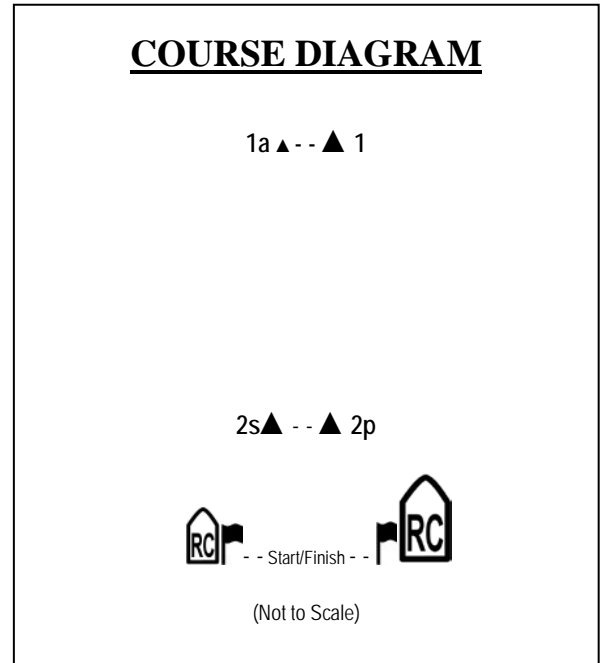 COURSE DIAGRAM
1a ▲ - - ▲ 1
2s▲ - - ▲ 2p
RC - - Start/Finish - - RC
(Not to Scale)